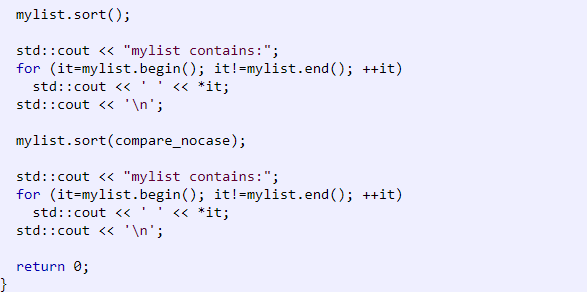 mylist.sort();
std::cout << "mylist contains:";
for (it=mylist.begin(); it!=mylist.end(); ++it)
std::cout << ' ' << *it;
std::cout << '\n';
mylist.sort(compare_nocase);
std::cout << "mylist contains:";
for (it=mylist.begin(); it!=mylist.end(); ++it)
std::cout << ' ' << *it;
std::cout << '\n';
return 0;
}